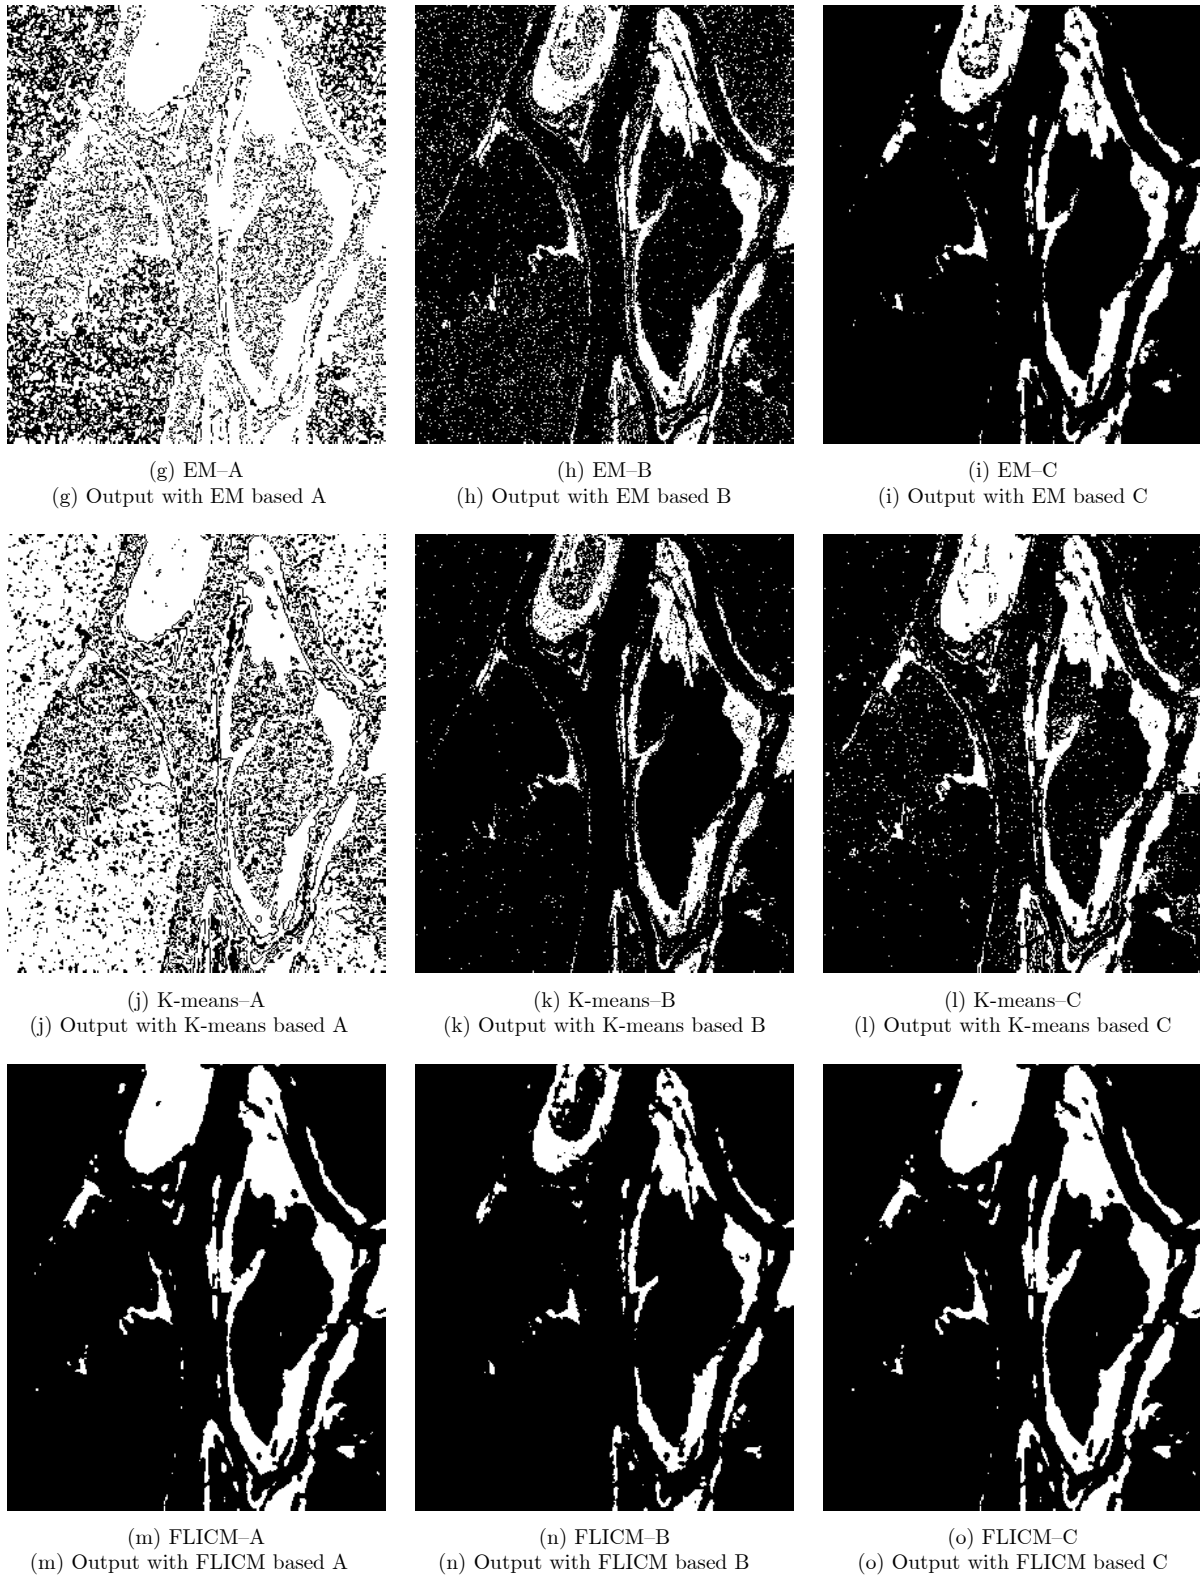 (g) EM–A
(g) Output with EM based A
(h) EM–B
(h) Output with EM based B
(i) EM–C
(i) Output with EM based C
(j) K-means–A
(j) Output with K-means based A
(k) K-means–B
(k) Output with K-means based B
(l) K-means–C
(l) Output with K-means based C
(m) FLICM–A
(m) Output with FLICM based A
(n) FLICM–B
(n) Output with FLICM based B
(o) FLICM–C
(o) Output with FLICM based C